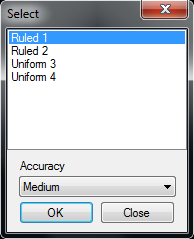 Select
Ruled 1
Ruled 2
Uniform 3
Uniform 4
Accuracy
Medium
OK
Close